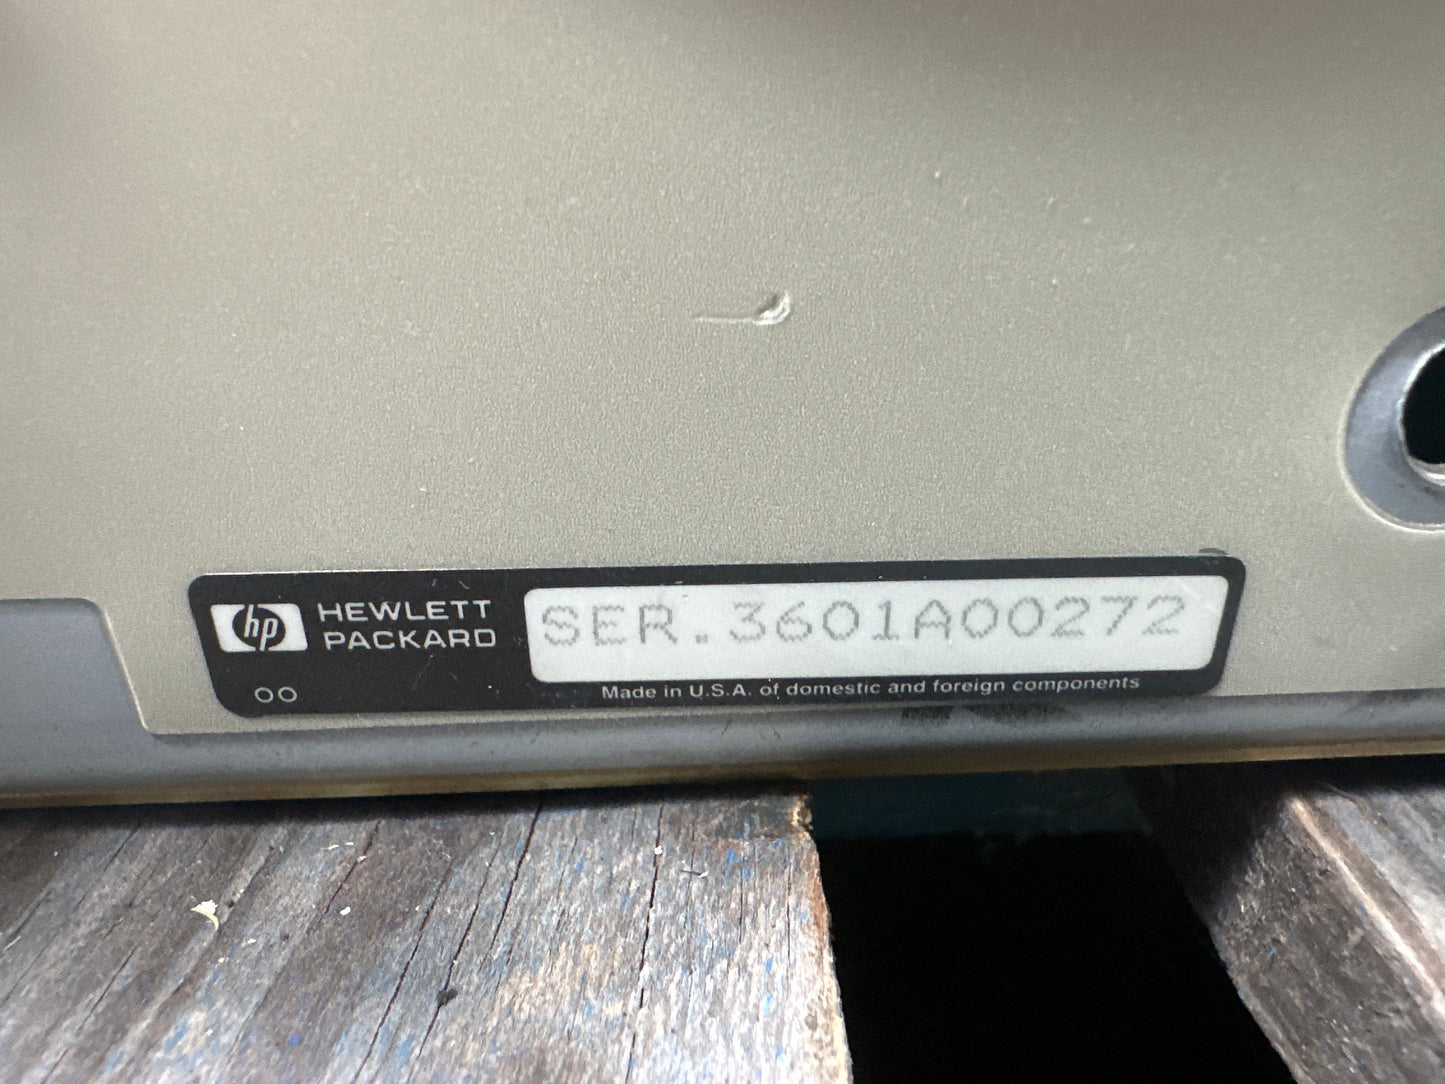 hp HEWLETT
PACKARD
SER.3601A00272
Made in U.S.A. of domestic and foreign components